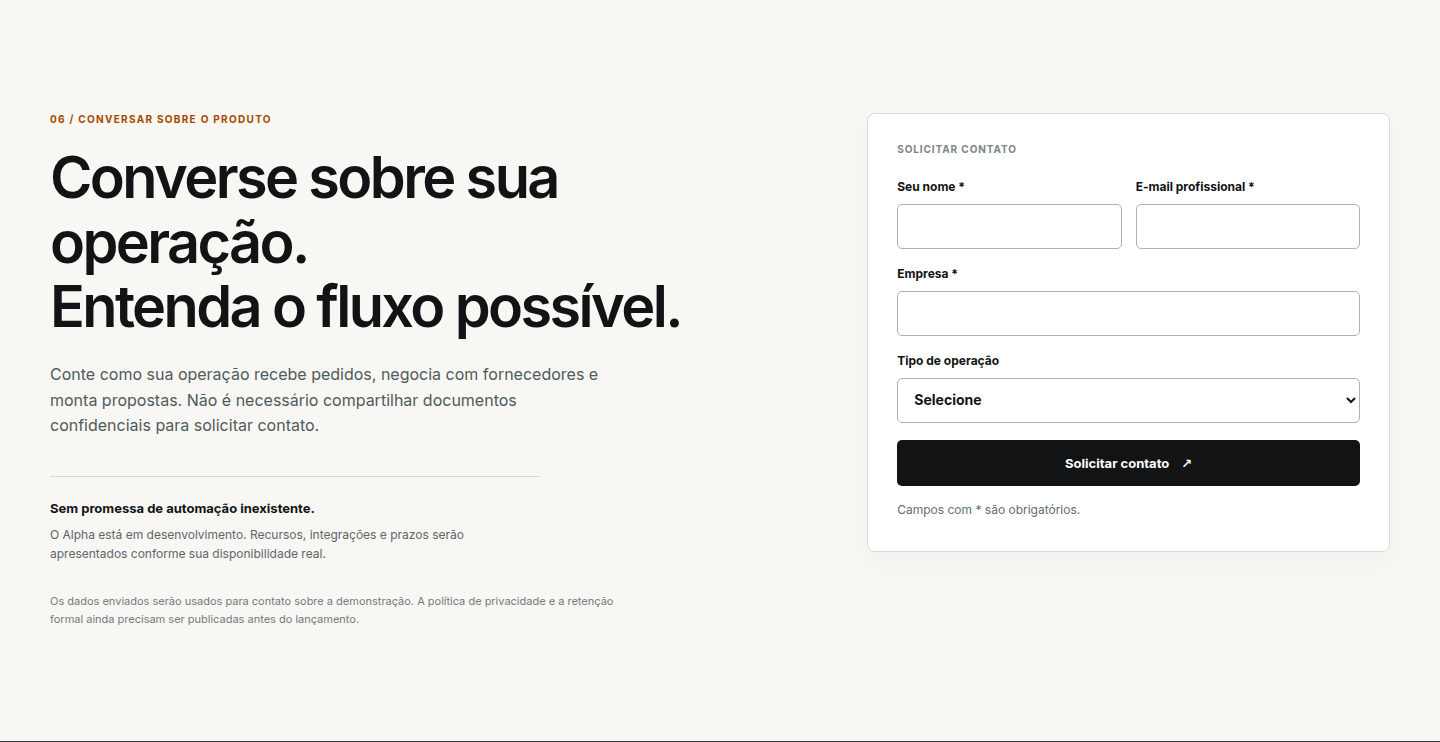 06 / CONVERSAR SOBRE O PRODUTO
Converse sobre sua
operação.
Entenda o fluxo possível.
Conte como sua operação recebe pedidos, negocia com fornecedores e
monta propostas. Não é necessário compartilhar documentos
confidenciais para solicitar contato.
Sem promessa de automação inexistente.
O Alpha está em desenvolvimento. Recursos, integrações e prazos serão
apresentados conforme sua disponibilidade real.
Os dados enviados serão usados para contato sobre a demonstração. A política de privacidade e a retenção
formal ainda precisam ser publicadas antes do lançamento.
SOLICITAR CONTATO
Seu nome *
E-mail profissional *
Empresa *
Tipo de operação
Selecione
Solicitar contato ↗
Campos com * são obrigatórios.